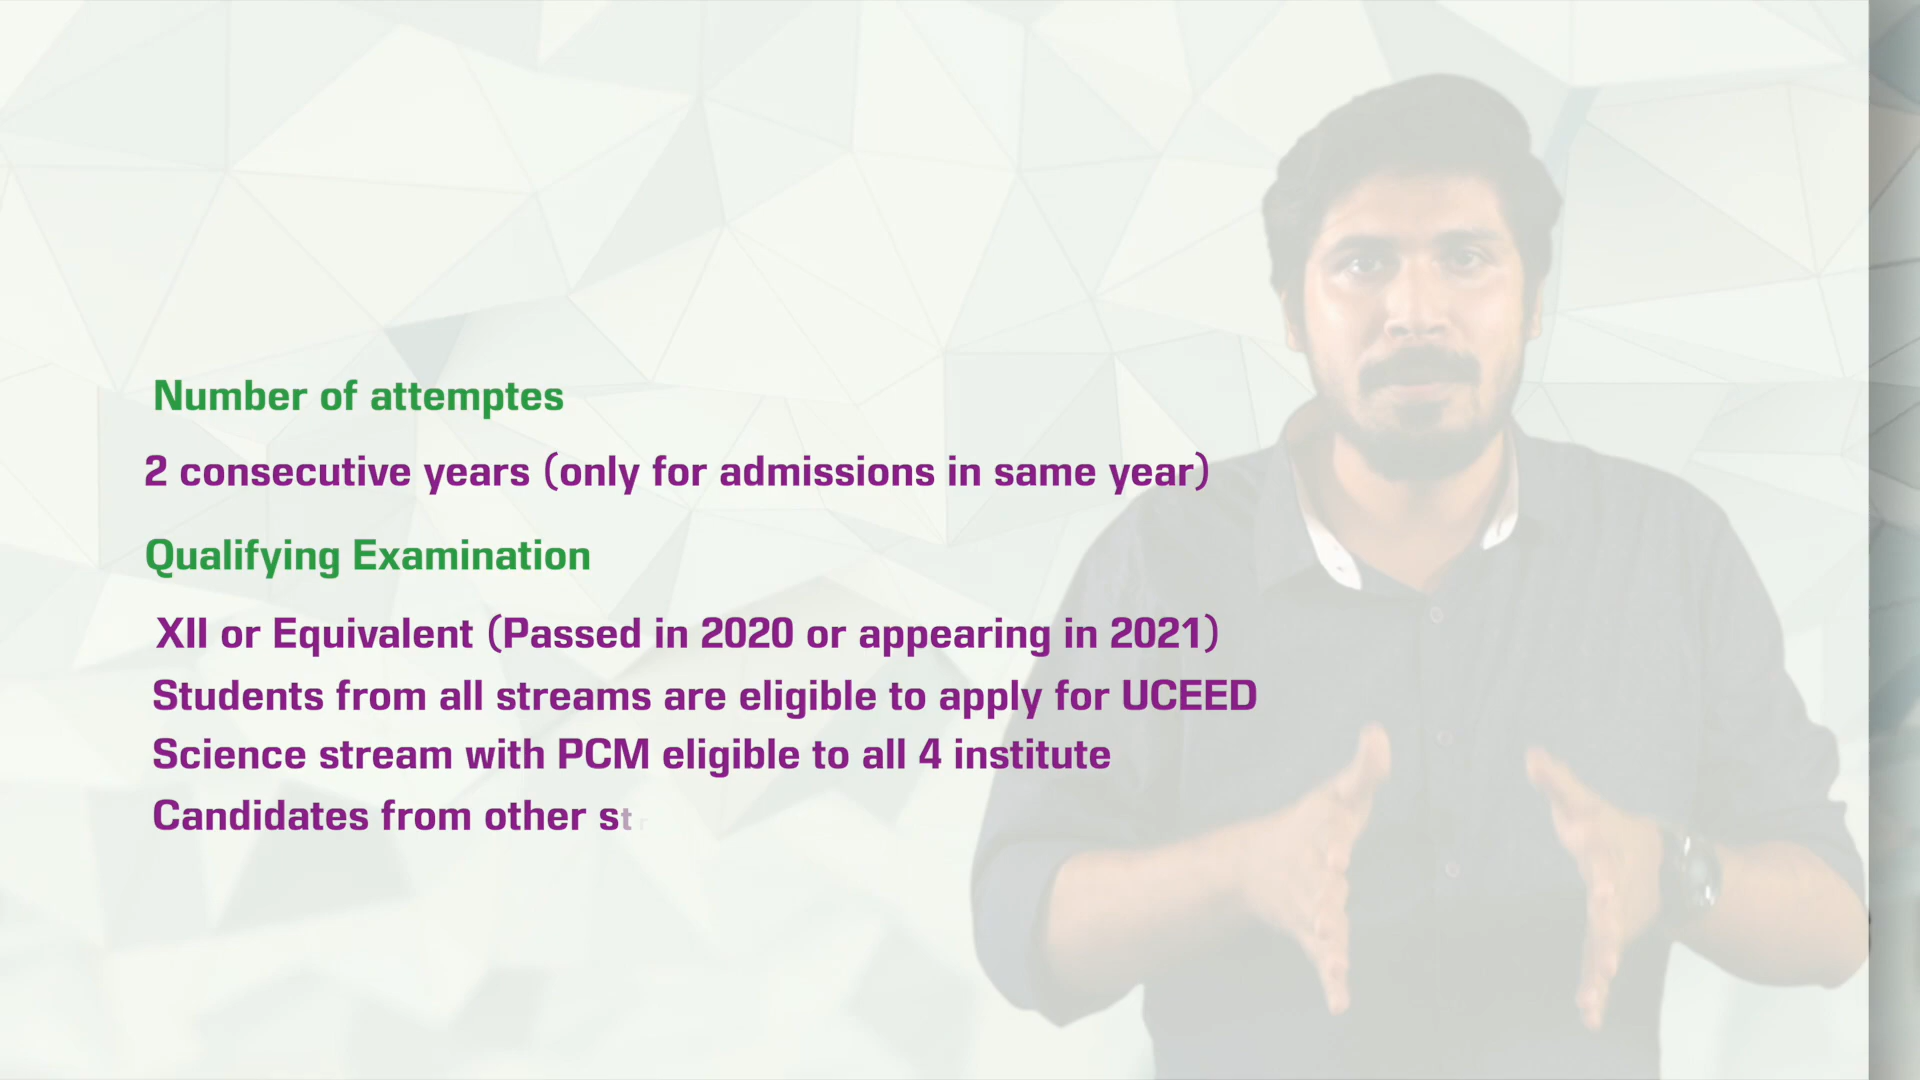 Number of attemptes
2 consecutive years (only for admissions in same year)
Qualifying Examination
XII or Equivalent (Passed in 2020 or appearing in 2021)
Students from all streams are eligible to apply for UCEED
Science stream with PCM eligible to all 4 institute
Candidates from other str